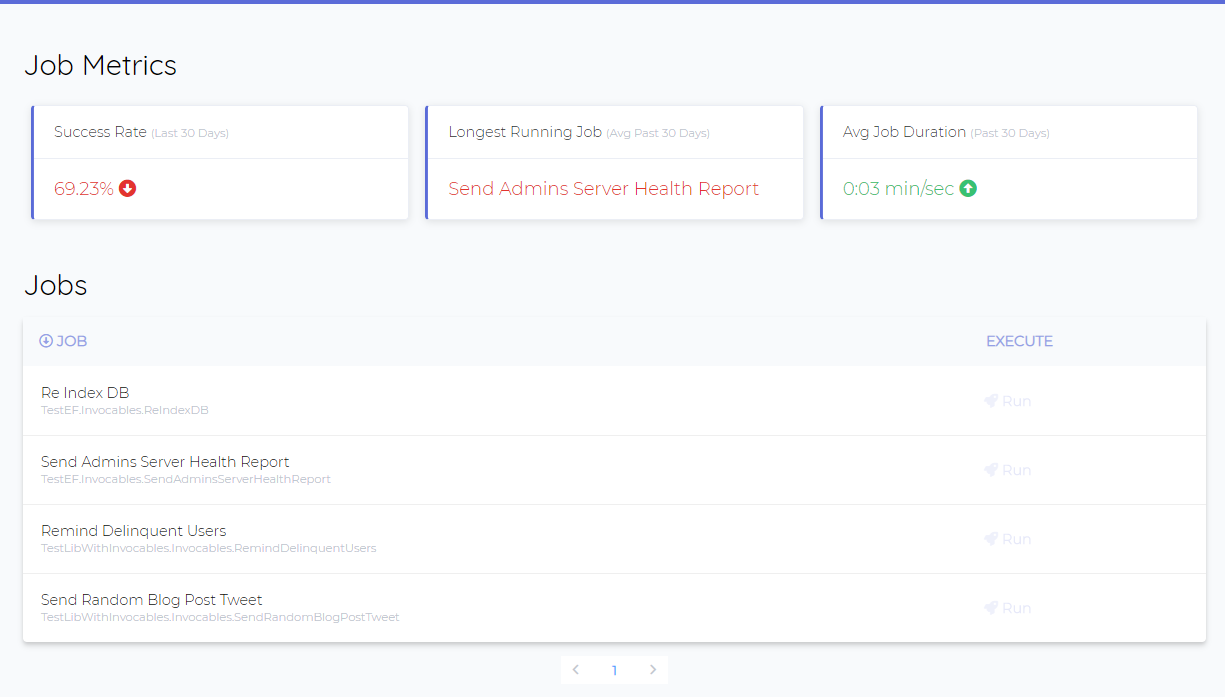 Job Metrics
Success Rate (Last 30 Days)
69.23%
Longest Running Job (Avg Past 30 Days)
Send Admins Server Health Report
Avg Job Duration (Past 30 Days)
0:03 min/sec
Jobs
JOB EXECUTE
Re Index DB
TestEF.Invocables.ReIndexDB
Run
Send Admins Server Health Report
TestEF.Invocables.SendAdminsServerHealthReport
Run
Remind Delinquent Users
TestLibWithInvocables.Invocables.RemindDelinquentUsers
Run
Send Random Blog Post Tweet
TestLibWithInvocables.Invocables.SendRandomBlogPostTweet
Run
1